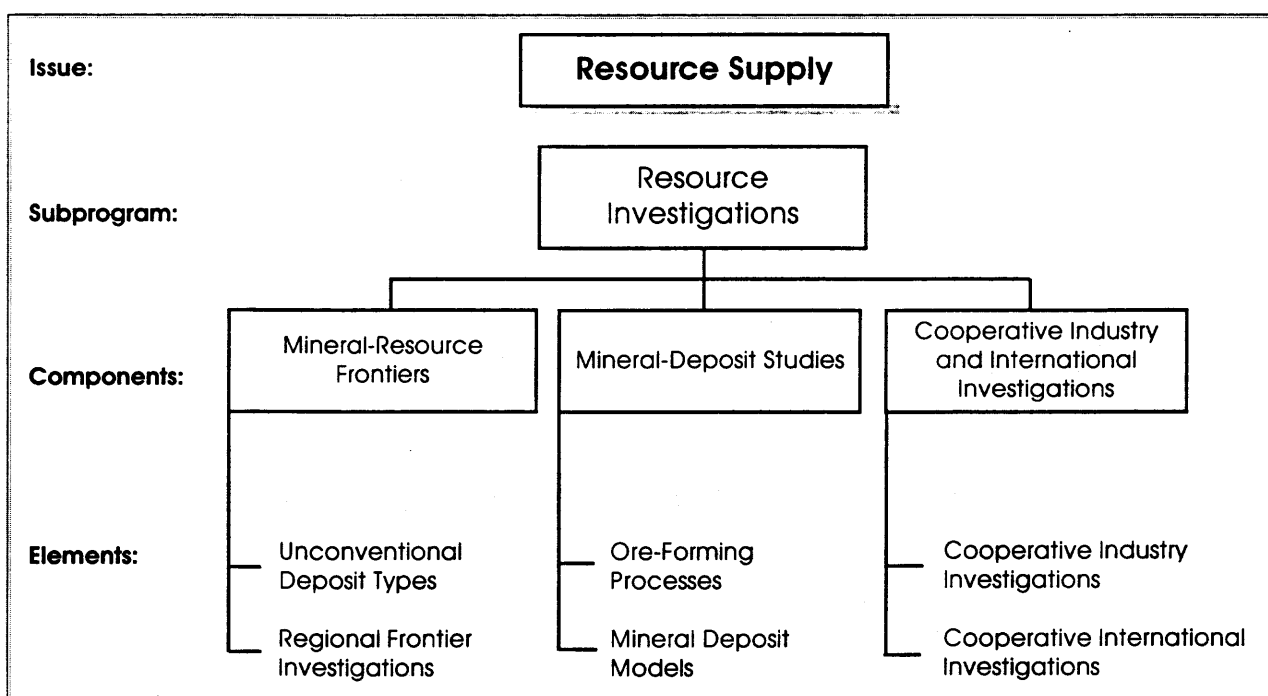 Issue:
Resource Supply
Subprogram:
Resource
Investigations
Components:
Mineral-Resource
Frontiers
Mineral-Deposit Studies
Cooperative Industry
and International
Investigations
Elements:
Unconventional
Deposit Types
Regional Frontier
Investigations
Ore-Forming
Processes
Mineral Deposit
Models
Cooperative Industry
Investigations
Cooperative International
Investigations